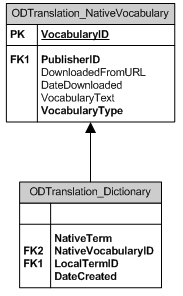 ODTranslation_NativeVocabulary
PK VocabularyID
FK1 PublisherID
DownloadedFromURL
DateDownloaded
VocabularyText
VocabularyType
ODTranslation_Dictionary
NativeTerm
FK2 NativeVocabularyID
FK1 LocalTermID
DateCreated